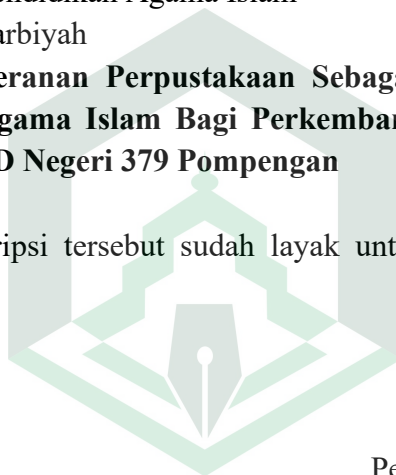 endidikan Agama Islam
arbiyah
eranan Perpustakaan Sebaga
gama Islam Bagi Perkemban
D Negeri 379 Pompengan
ripsi tersebut sudah layak unt
Pe